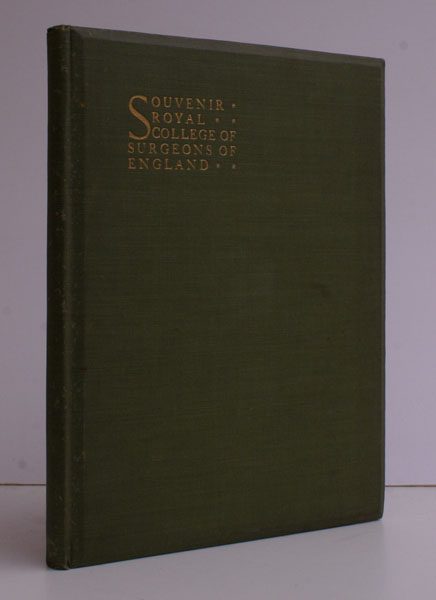 SOUVENIR *
ROYAL * *
COLLEGE OF
SURGEONS OF
ENGLAND * *